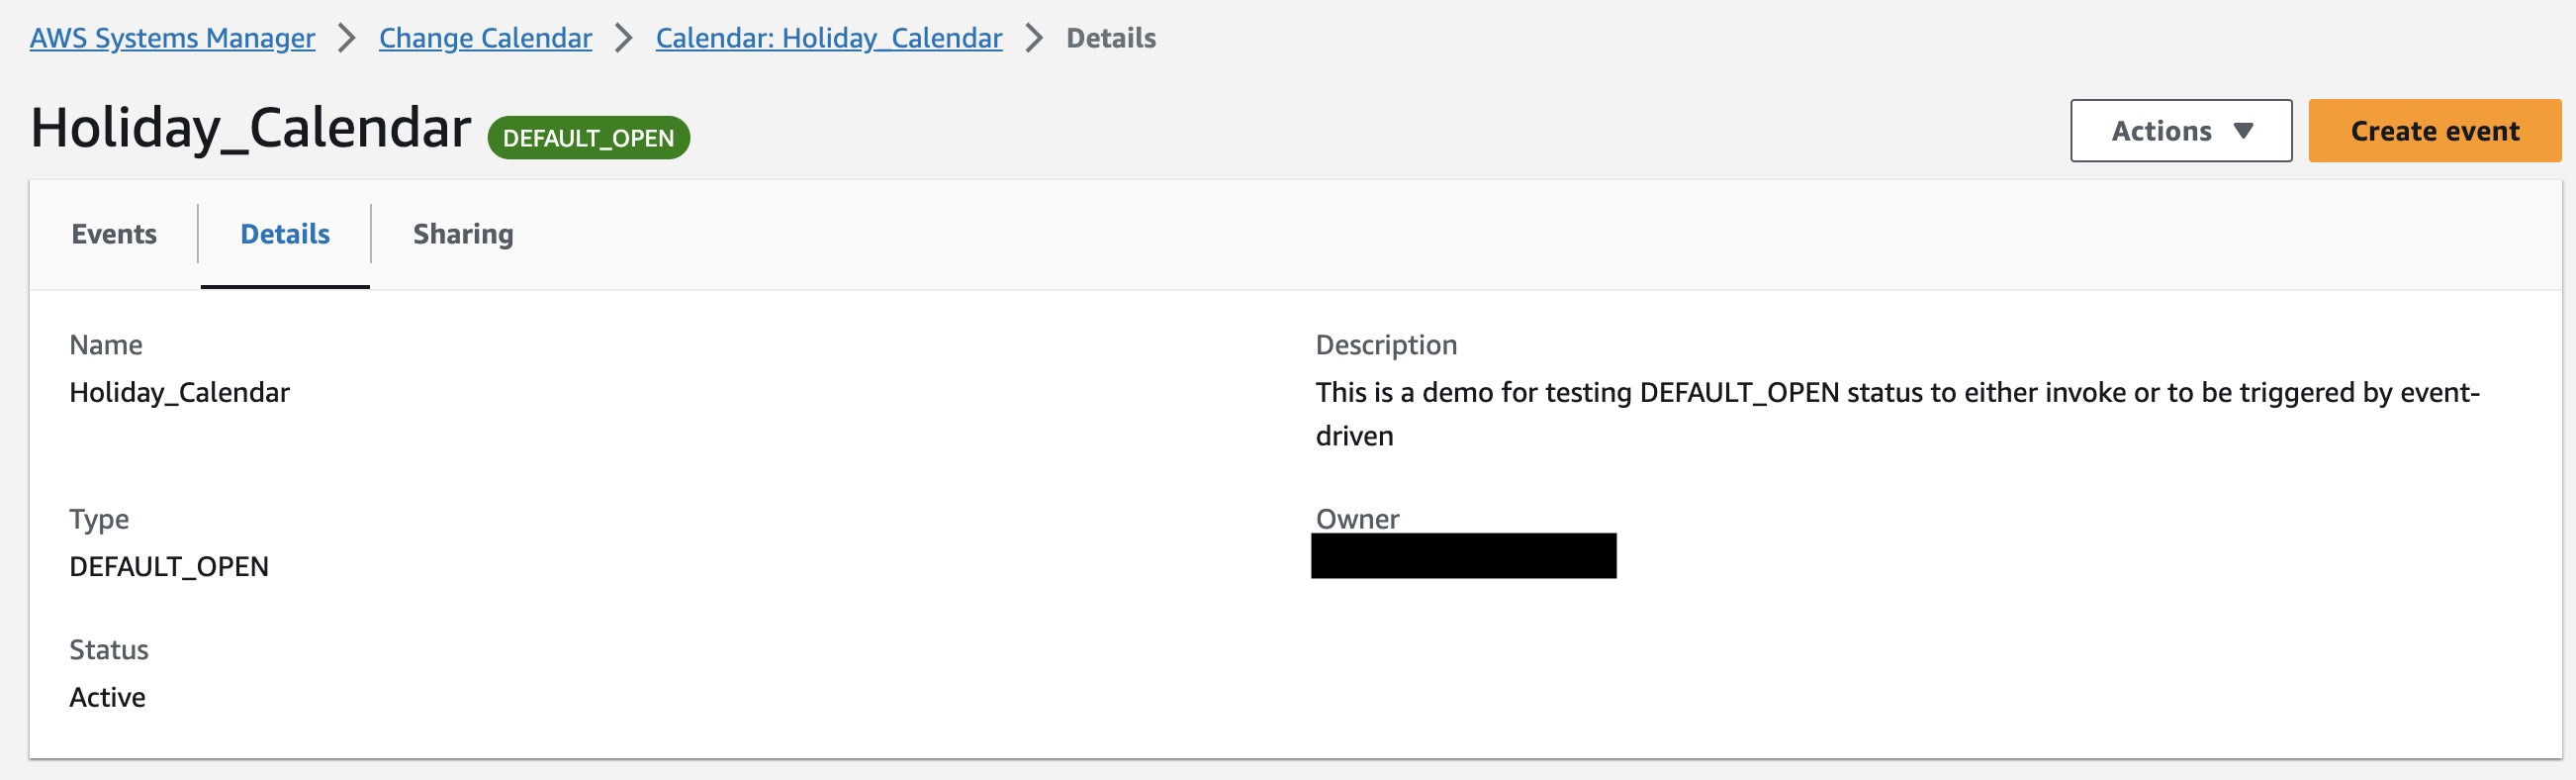 AWS Systems Manager > Change Calendar > Calendar: Holiday_Calendar > Details
Holiday_Calendar DEFAULT_OPEN
Actions ▼ Create event
Events Details Sharing
Name
Holiday_Calendar
Description
This is a demo for testing DEFAULT_OPEN status to either invoke or to be triggered by event-
driven
Type
DEFAULT_OPEN
Owner
Status
Active